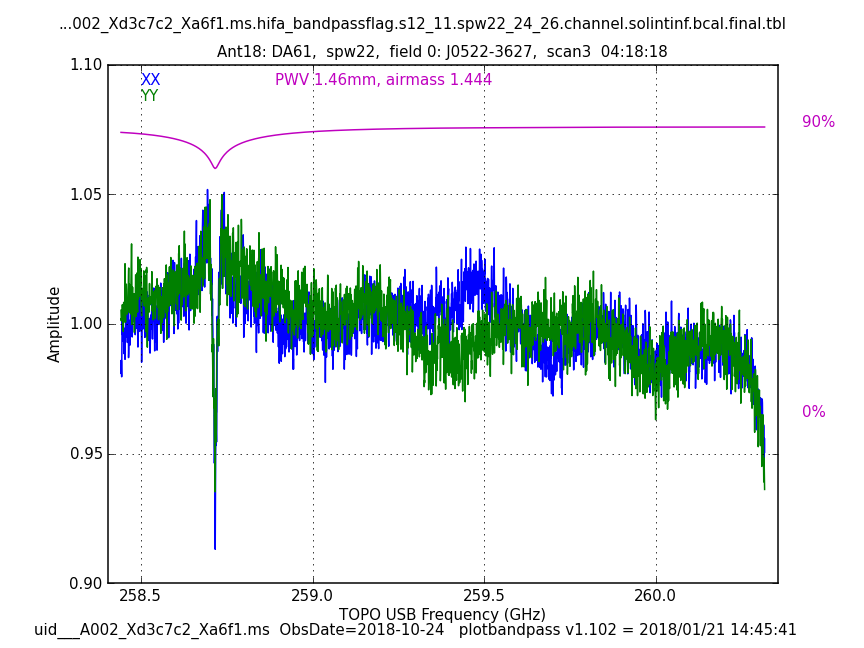 ...002_Xd3c7c2_Xa6f1.ms.hifa_bandpassflag.s12_11.spw22_24_26.channel.solintinf.bcal.final.tbl
Ant18: DA61, spw22, field 0: J0522-3627, scan3 04:18:18
1.10
XX
PWV 1.46mm, airmass 1.444
YY
90%
1.05
1.00
Amplitude
0%
0.95
0.90
258.5 259.0 259.5 260.0
TOPO USB Frequency (GHz)
uid___A002_Xd3c7c2_Xa6f1.ms ObsDate=2018-10-24 plotbandpass v1.102 = 2018/01/21 14:45:41